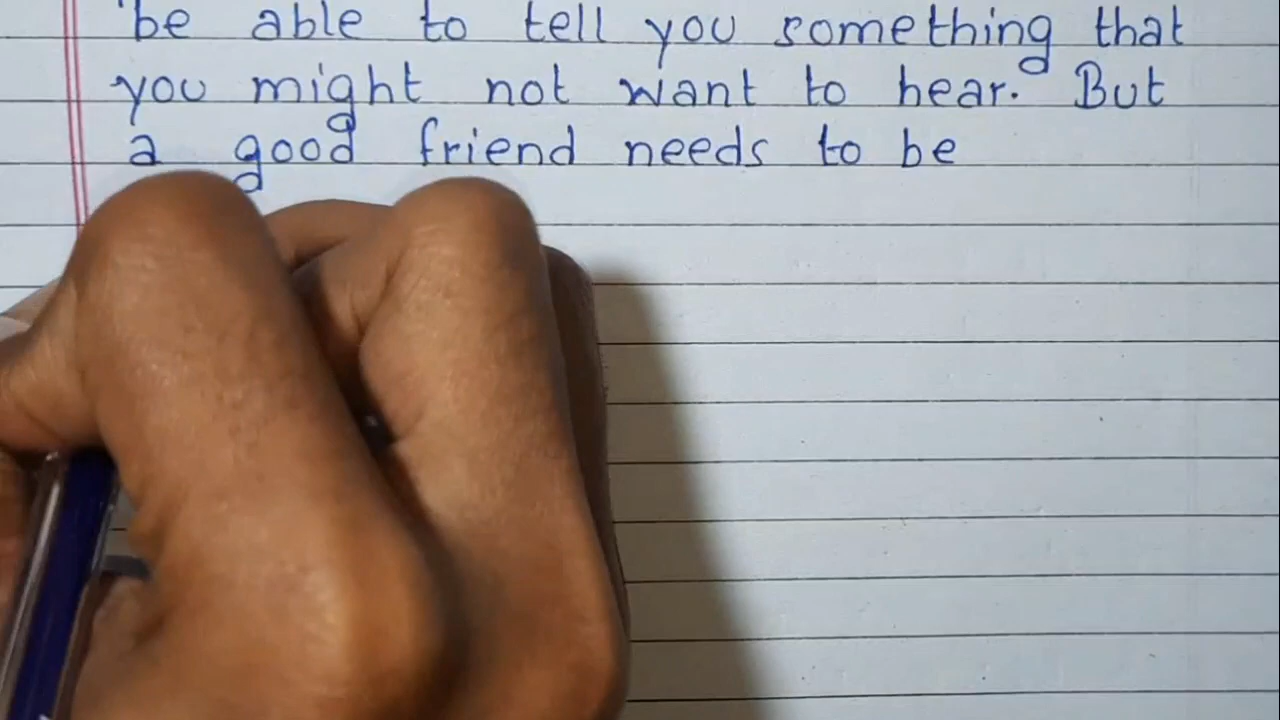 be able to tell you something that
you might not want to hear. But
a good friend needs to be